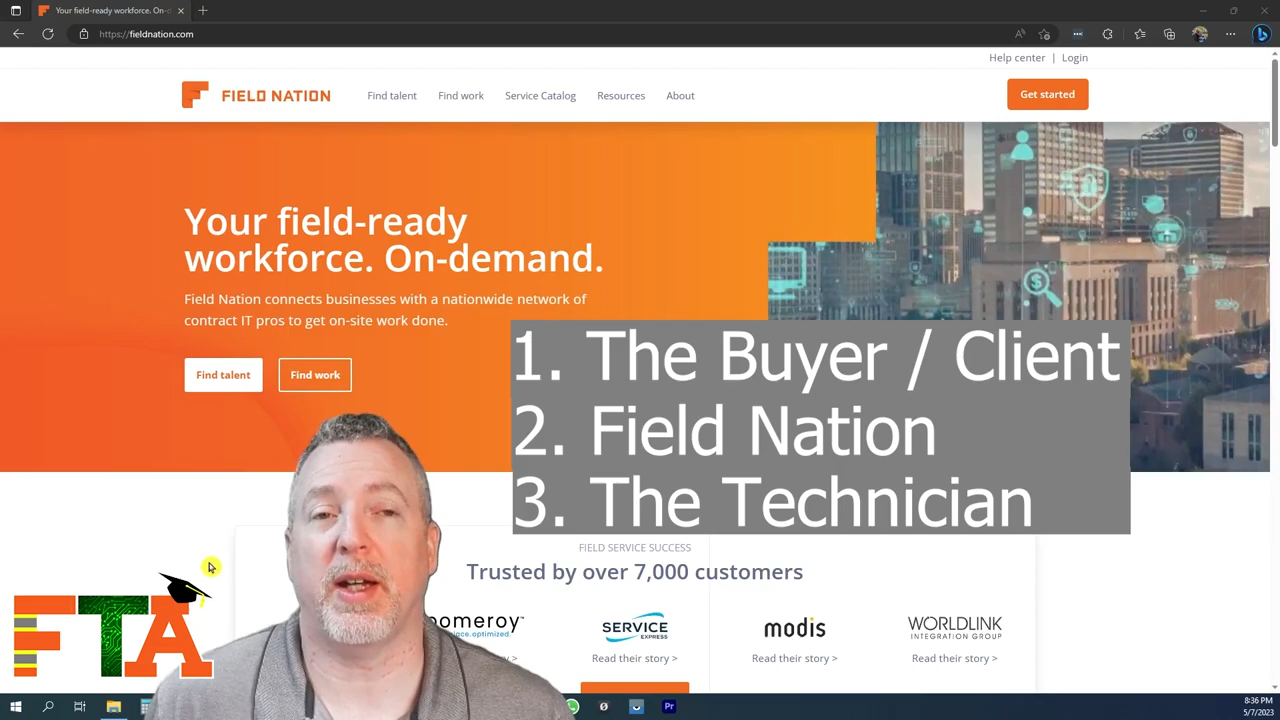 Your field-ready workforce. On-d
https://fieldnation.com
Help center | Login
FIELD NATION
Find talent
Find work
Service Catalog
Resources
About
Get started
Your field-ready
workforce. On-demand.
Field Nation connects businesses with a nationwide network of
contract IT pros to get on-site work done.
Find talent
Find work
1. The Buyer / Client
2. Field Nation
3. The Technician
FIELD SERVICE SUCCESS
Trusted by over 7,000 customers
SERVICE
EXPRESS
modis
WORLDLINK
INTEGRATION GROUP
Read their story >
Read their story >
Read their story >
FTA
Pr
8:36 PM
5/7/2023